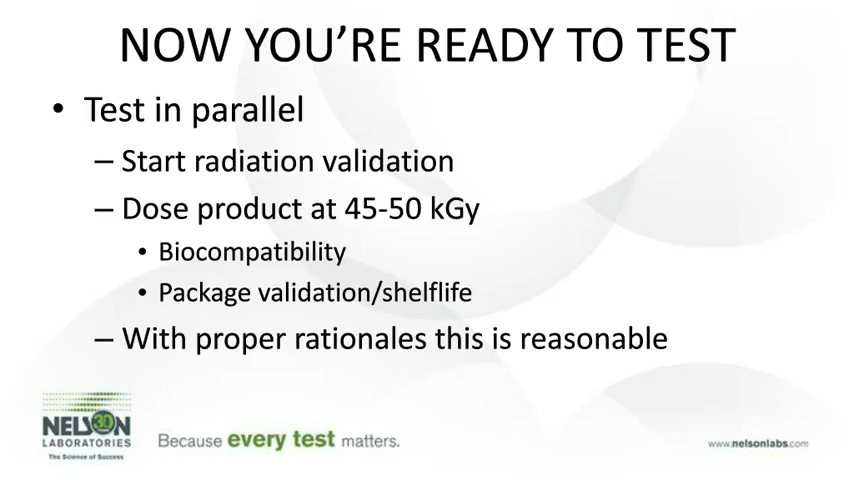 NOW YOU'RE READY TO TEST
• Test in parallel
– Start radiation validation
– Dose product at 45-50 kGy
• Biocompatibility
• Package validation/shelflife
– With proper rationales this is reasonable
NELSON
LABORATORIES
The Science of Success
Because every test matters.
www.nelsonlabs.com